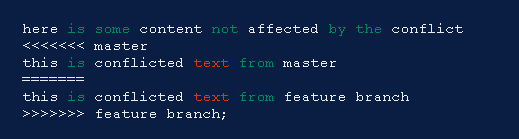 here is some content not affected by the conflict
<<<<<<< master
this is conflicted text from master
=======
this is conflicted text from feature branch
>>>>>>> feature branch;